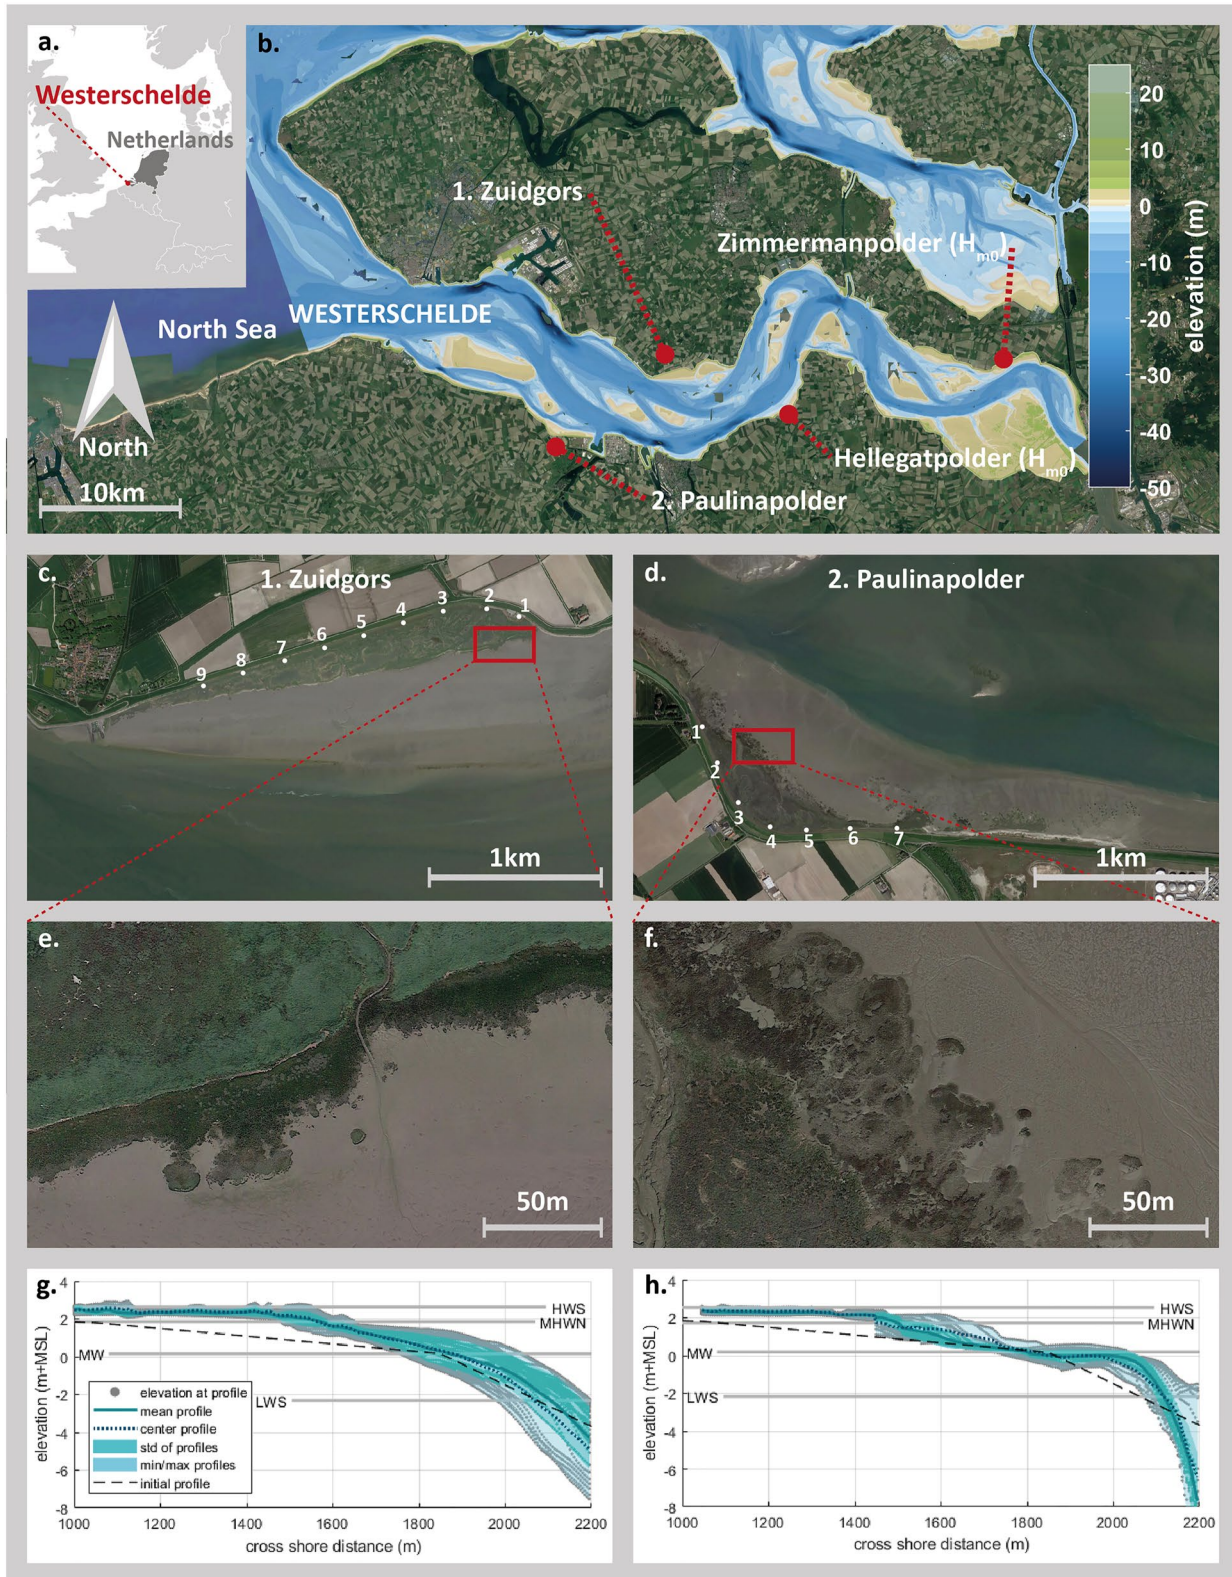 a.
Westerschelde
Netherlands
b.
1. Zuidgors
Zimmermanpolder (Hm0)
WESTERSCHELDE
North Sea
North
10km
Hellegatpolder (Hm0)
2. Paulinapolder
20
10
0
-10
-20
-30
-40
-50
elevation (m)
c.
1. Zuidgors
1
2
3
4
5
6
7
8
9
1km
d.
2. Paulinapolder
1
2
3
4
5
6
7
1km
e.
50m
f.
50m
g.
4
2
0
-2
-4
-6
-8
elevation (m+MSL)
HWS
MHWN
MW
LWS
elevation at profile
mean profile
center profile
std of profiles
min/max profiles
initial profile
1000 1200 1400 1600 1800 2000 2200
cross shore distance (m)
h.
4
2
0
-2
-4
-6
-8
elevation (m+MSL)
HWS
MHWN
MW
LWS
1000 1200 1400 1600 1800 2000 2200
cross shore distance (m)